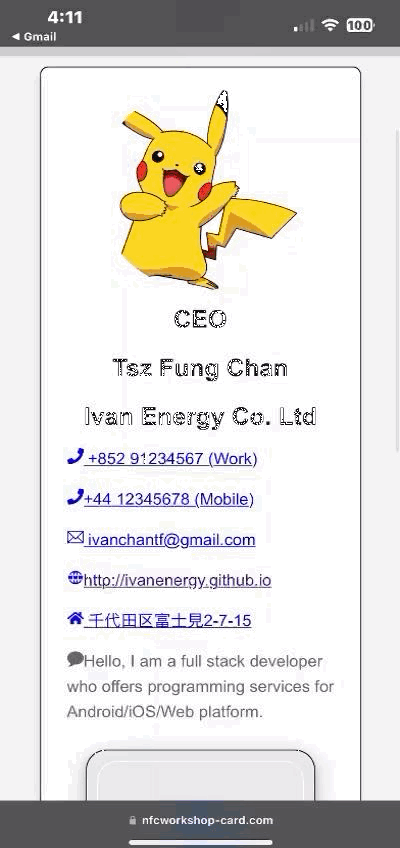 4:11
100
◀ Gmail
CEO
Tsz Fung Chan
Ivan Energy Co. Ltd
+852 91234567 (Work)
+44 12345678 (Mobile)
ivanchantf@gmail.com
http://ivanenergy.github.io
千代田区富士見2-7-15
Hello, I am a full stack developer
who offers programming services for
Android/iOS/Web platform.
nfcworkshop-card.com